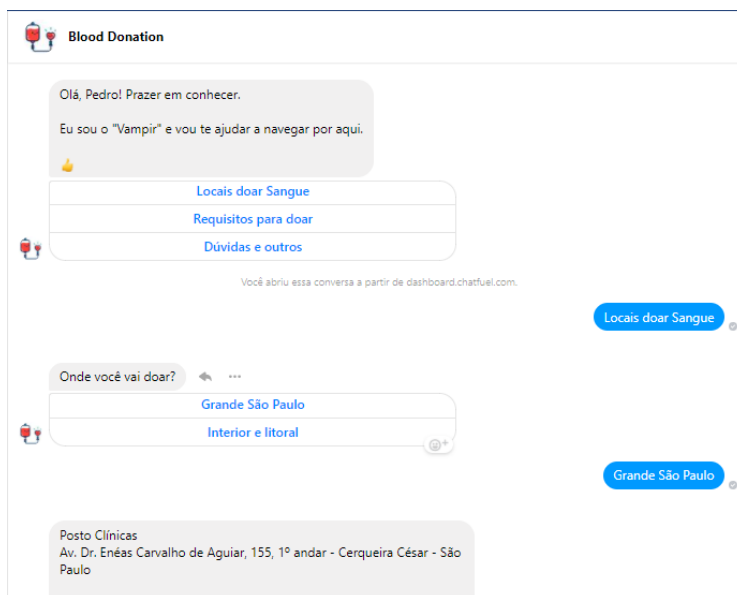 Blood Donation
Olá, Pedro! Prazer em conhecer.
Eu sou o "Vampir" e vou te ajudar a navegar por aqui.
Locais doar Sangue
Requisitos para doar
Dúvidas e outros
Você abriu essa conversa a partir de dashboard.chatfuel.com.
Locais doar Sangue
Onde você vai doar?
Grande São Paulo
Interior e litoral
Grande São Paulo
Posto Clínicas
Av. Dr. Enéas Carvalho de Aguiar, 155, 1º andar - Cerqueira César - São
Paulo